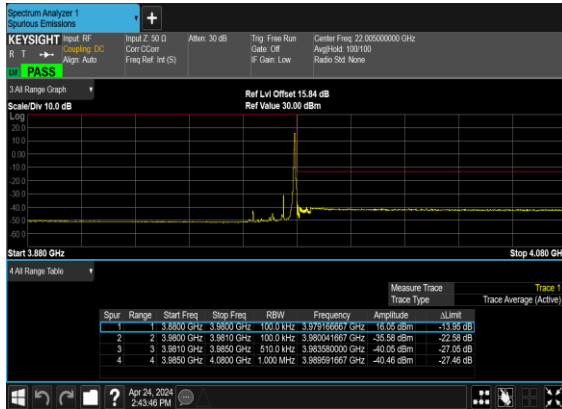 Spectrum Analyzer 1
Spurious Emissions
+
KEYSIGHT Input: RF Input Z: 50 Ω Atten: 30 dB Trig: Free Run Center Freq: 22.005000000 GHz
R T Coupling: DC Corr CCorr Gate: Off Avg|Hold: 100/100
Align: Auto Freq Ref: Int (S) IF Gain: Low Radio Std: None
PASS
3 All Range Graph
Ref Lvl Offset 15.84 dB
Scale/Div 10.0 dB Ref Value 30.00 dBm
Log
20.0
10.0
0.00
-10.0
-20.0
-30.0
-40.0
-50.0
-60.0
Start 3.880 GHz Stop 4.080 GH
4 All Range Table
Measure Trace Trace 1
Trace Type Trace Average (Active)
Spur Range Start Freq Stop Freq RBW Frequency Amplitude ΔLimit
1 1 3.8800 GHz 3.9800 GHz 100.0 kHz 3.979166667 GHz 16.05 dBm -13.95 dB
2 2 3.9800 GHz 3.9810 GHz 100.0 kHz 3.980041667 GHz -35.58 dBm -22.58 dB
3 3 3.9810 GHz 3.9850 GHz 510.0 kHz 3.983580000 GHz -40.05 dBm -27.05 dB
4 4 3.9850 GHz 4.0800 GHz 1.000 MHz 3.989591667 GHz -40.46 dBm -27.46 dB
? Apr 24, 2024
2:43:46 PM